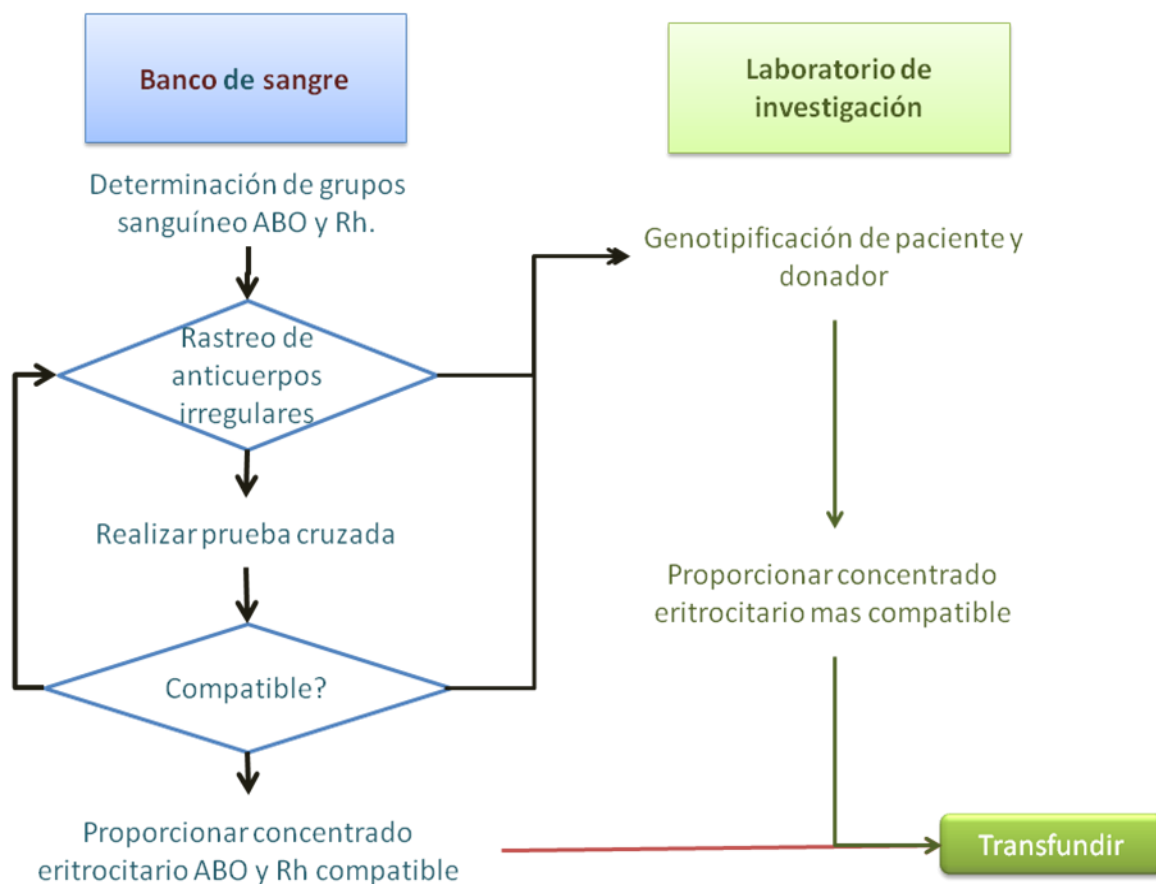 Banco de sangre
Determinación de grupos
sanguíneo ABO y Rh.
Rastreo de
anticuerpos
irregulares
Realizar prueba cruzada
Compatible?
Proporcionar concentrado
eritrocitario ABO y Rh compatible
Laboratorio de
investigación
Genotipificación de paciente y
donador
Proporcionar concentrado
eritrocitario mas compatible
Transfundir